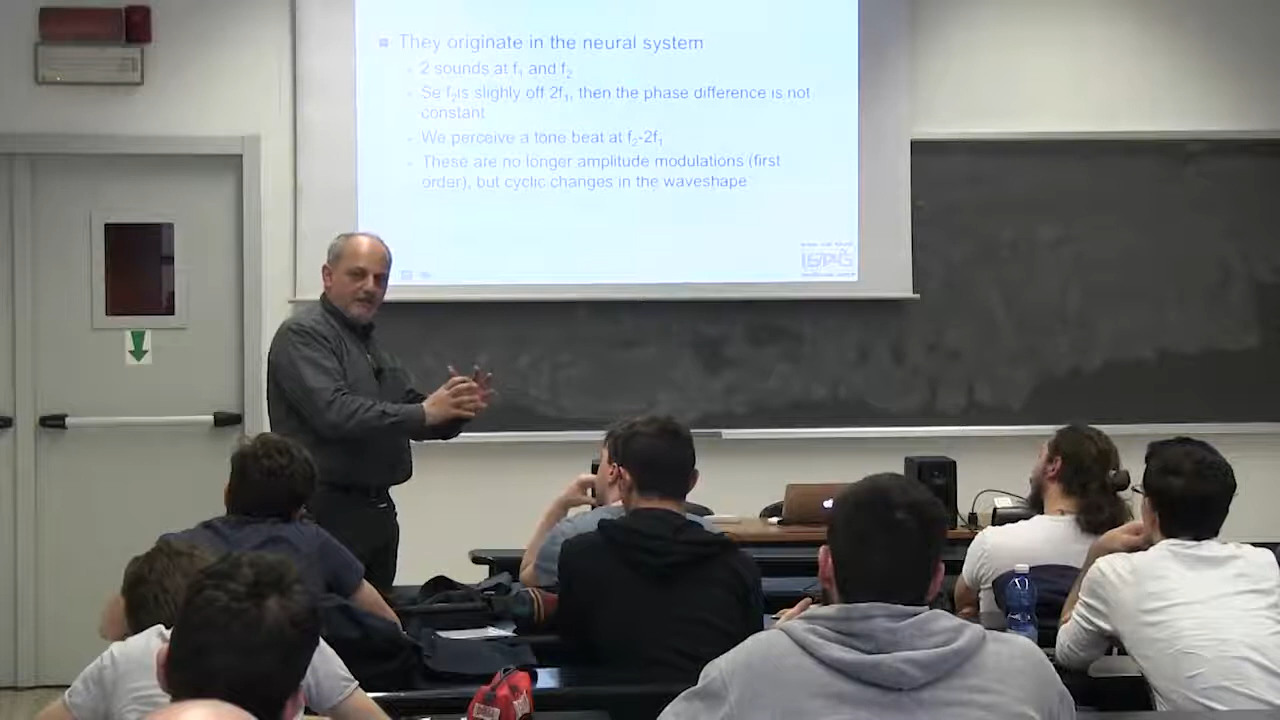 They originate in the neural system
2 sounds at f1 and f2
Se f2is slighly off 2f1, then the phase difference is not
constant
We perceive a tone beat at f2-2f1
These are no longer amplitude modulations (first
order), but cyclic changes in the waveshape